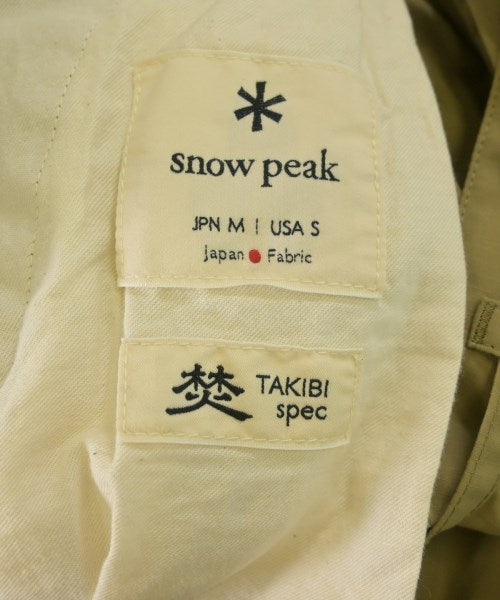 snow peak
JPN M | USA S
Japan ● Fabric
焚 TAKIBI
spec